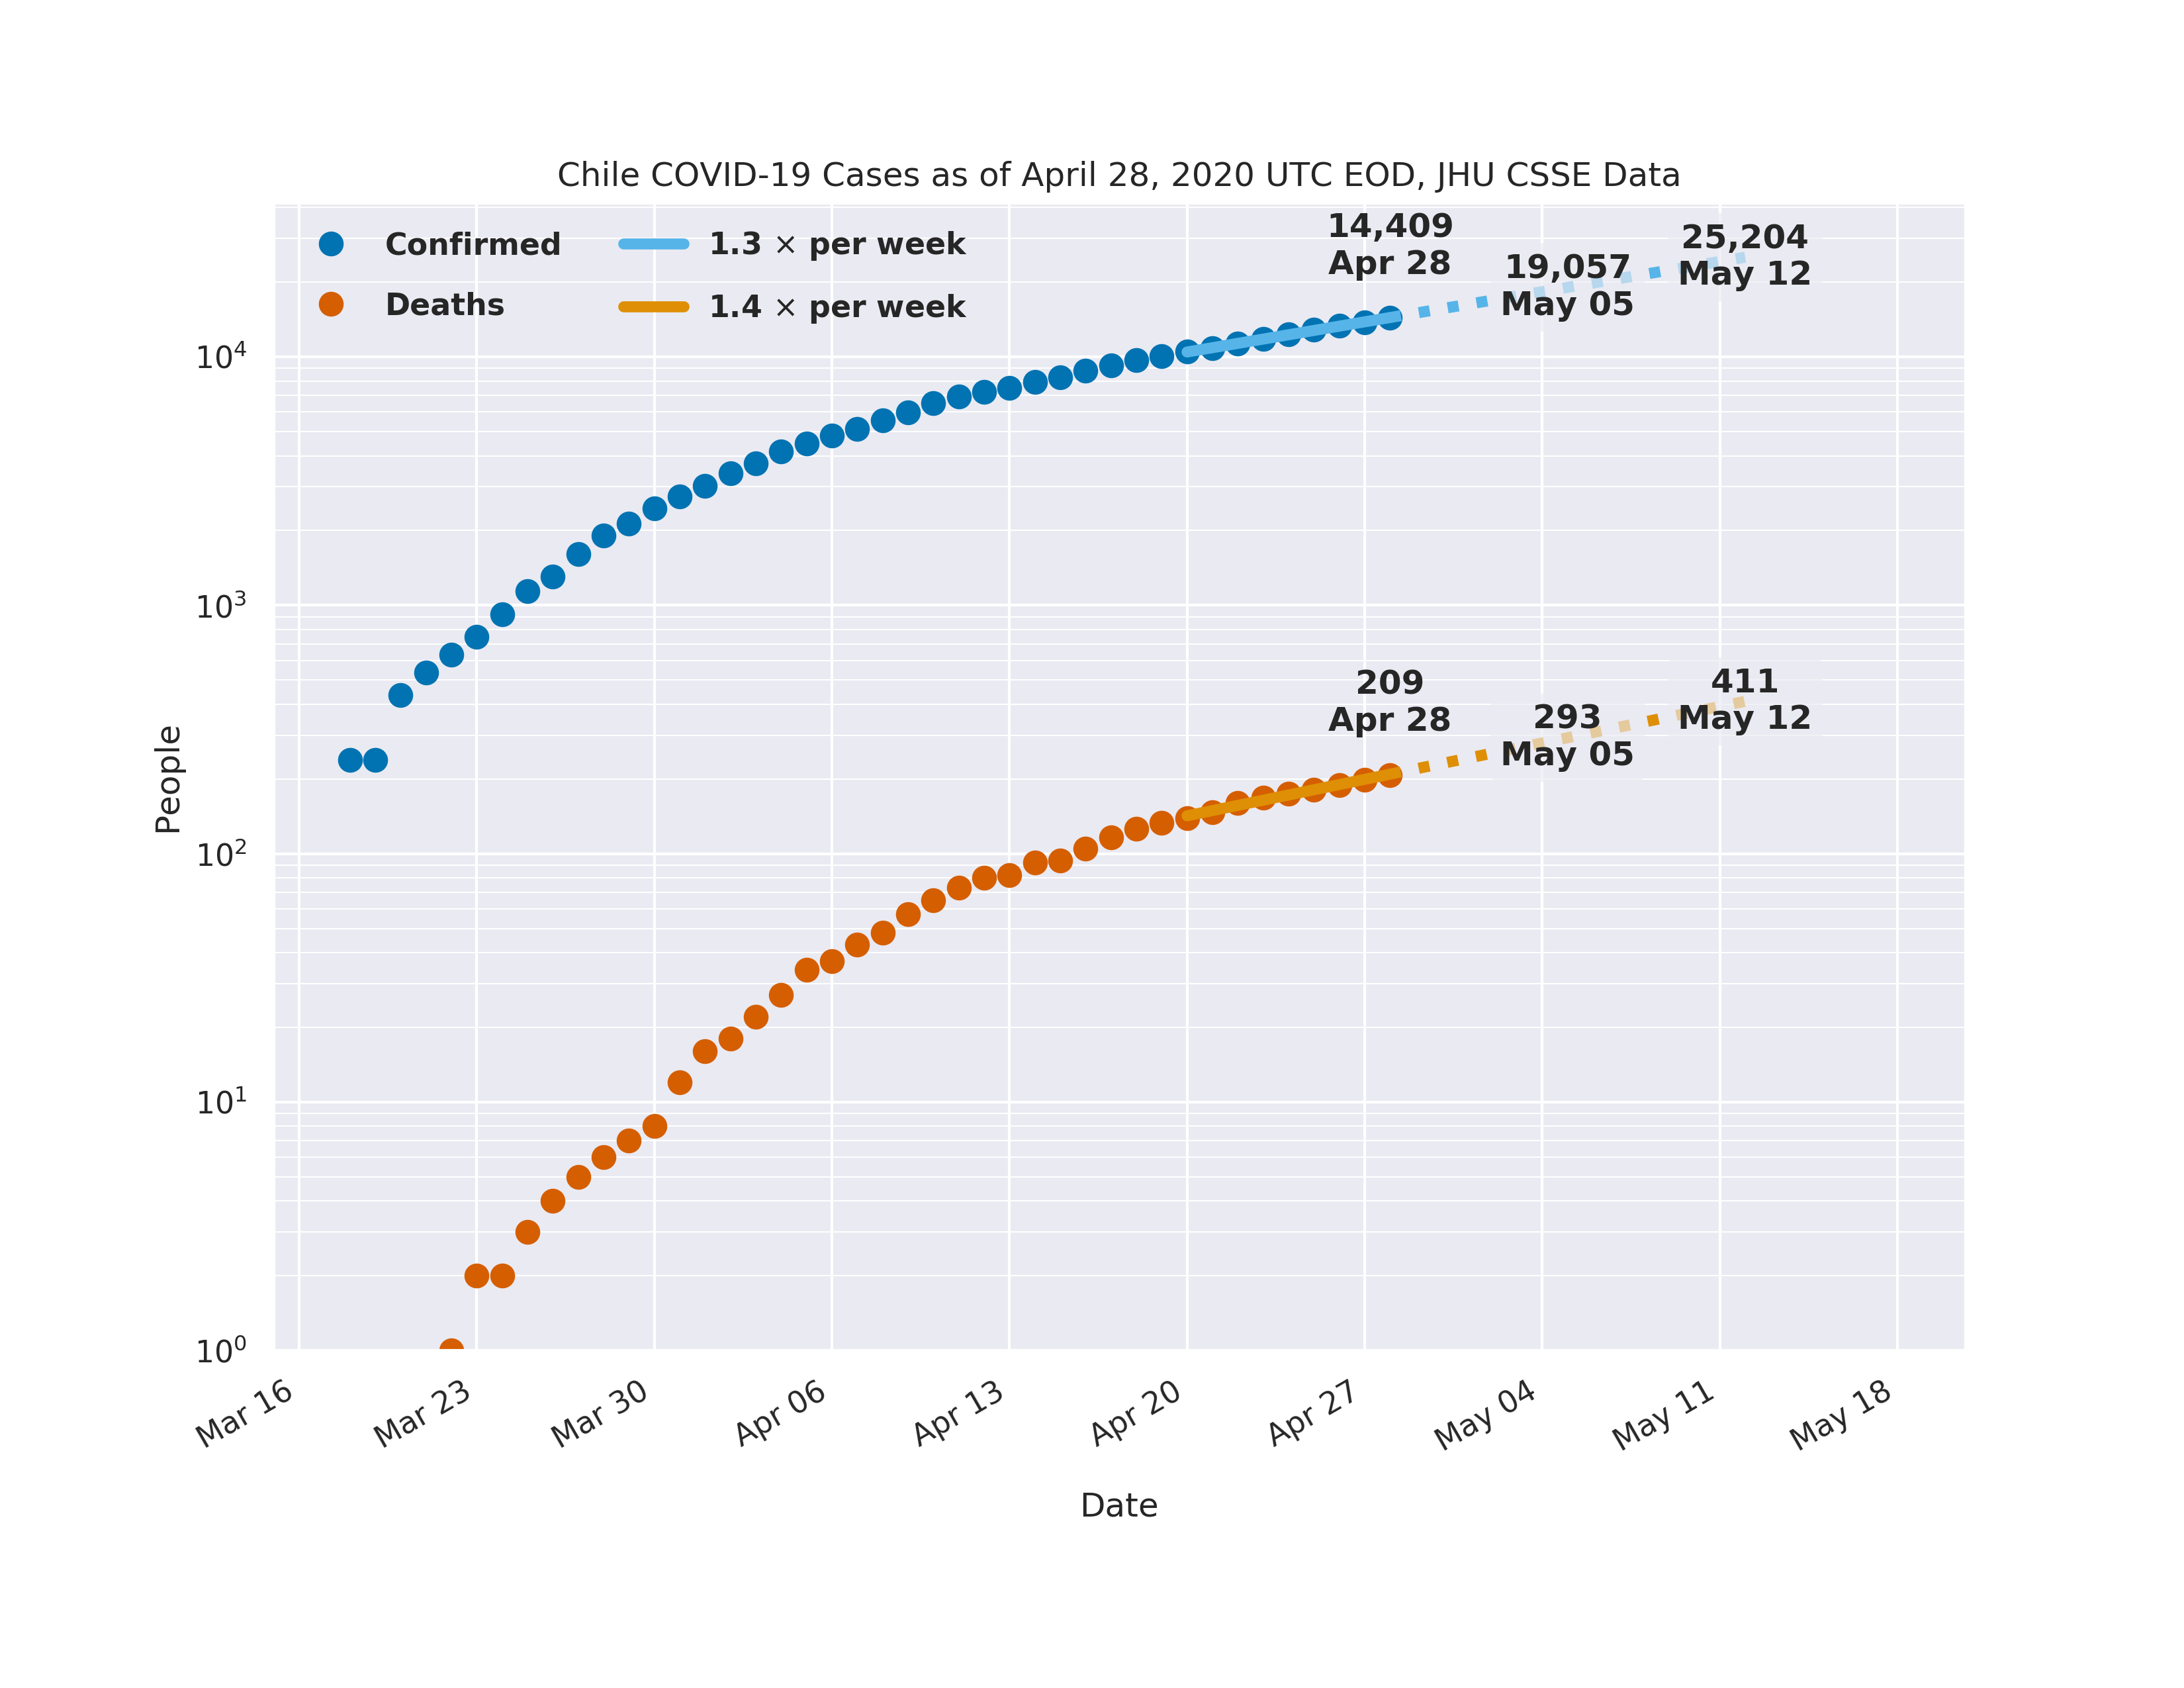 Chile COVID-19 Cases as of April 28, 2020 UTC EOD, JHU CSSE Data
Confirmed
Deaths
1.3 × per week
1.4 × per week
14,409
Apr 28
19,057
May 05
25,204
May 12
209
Apr 28
293
May 05
411
May 12
People
10⁴
10³
10²
10¹
10⁰
Mar 16
Mar 23
Mar 30
Apr 06
Apr 13
Apr 20
Apr 27
May 04
May 11
May 18
Date